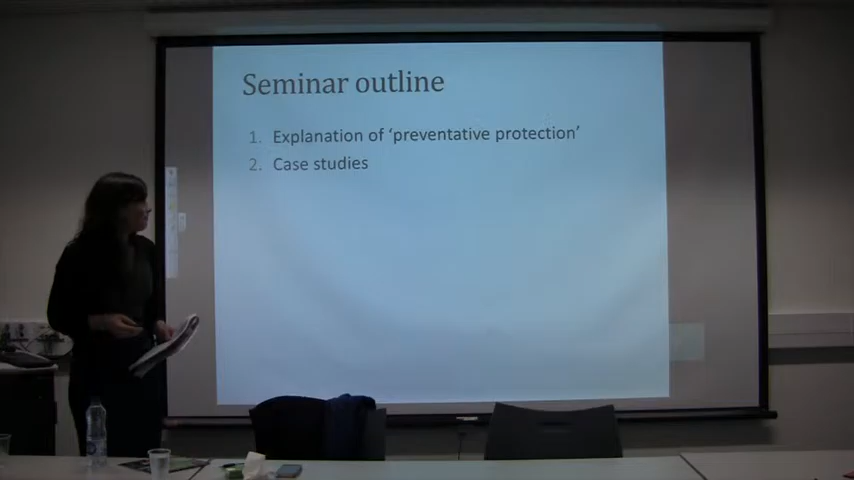 Seminar outline
1. Explanation of ‘preventative protection’
2. Case studies